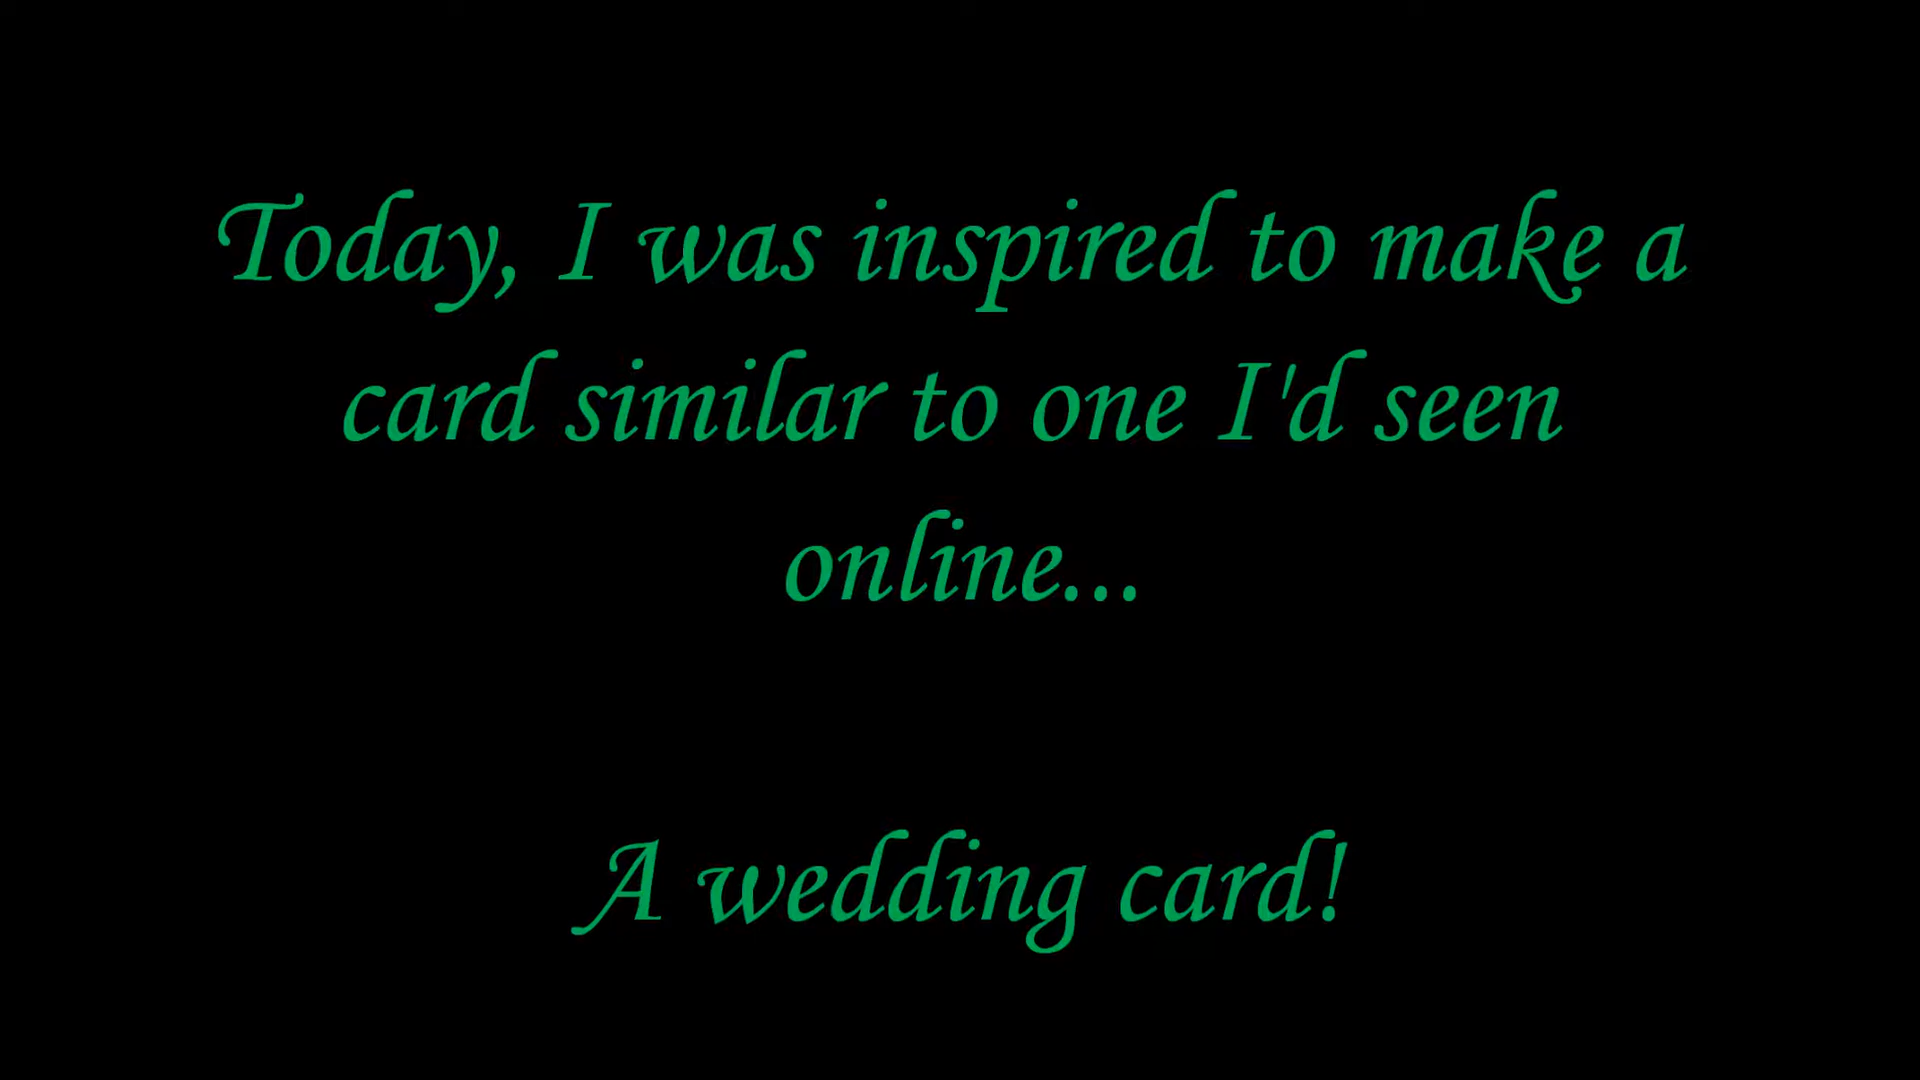 Today, I was inspired to make a
card similar to one I'd seen
online...
A wedding card!